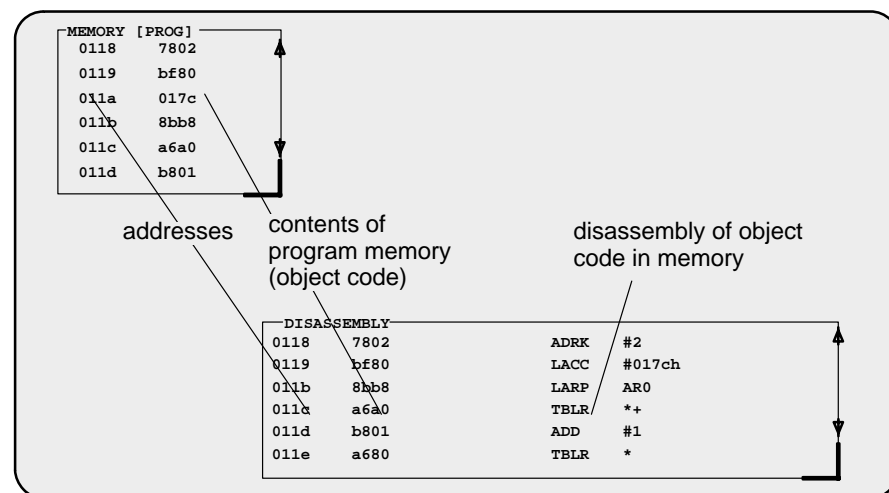 MEMORY [PROG]
0118 7802
0119 bf80
011a 017c
011b 8bb8
011c a6a0
011d b801
addresses
contents of
program memory
(object code)
disassembly of object
code in memory
DISASSEMBLY
0118 7802 ADRK #2
0119 bf80 LACC #017ch
011b 8bb8 LARP AR0
011c a6a0 TBLR *+
011d b801 ADD #1
011e a680 TBLR *